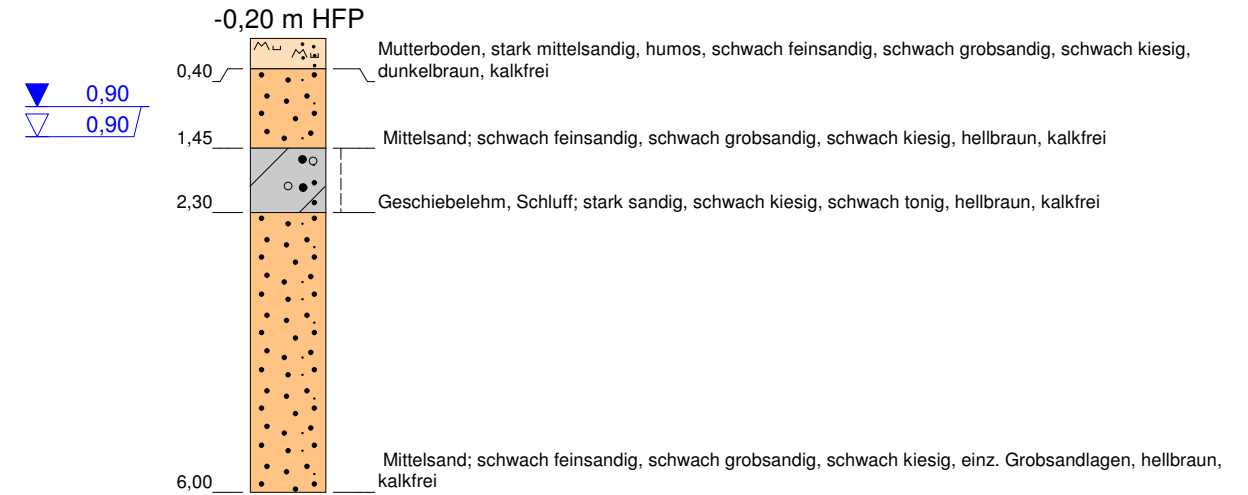 -0,20 m HFP
Mutterboden, stark mittelsandig, humos, schwach feinsandig, schwach grobsandig, schwach kiesig,
dunkelbraun, kalkfrei
0,40
0,90
0,90
1,45
Mittelsand; schwach feinsandig, schwach grobsandig, schwach kiesig, hellbraun, kalkfrei
2,30
Geschiebelehm, Schluff; stark sandig, schwach kiesig, schwach tonig, hellbraun, kalkfrei
Mittelsand; schwach feinsandig, schwach grobsandig, schwach kiesig, einz. Grobsandlagen, hellbraun,
kalkfrei
6,00